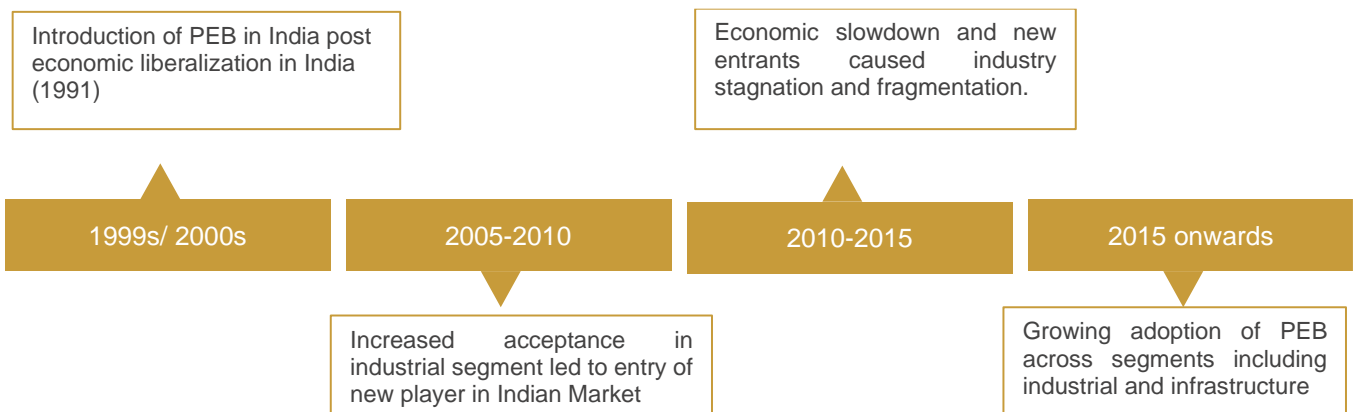 Introduction of PEB in India post
economic liberalization in India
(1991)
Economic slowdown and new
entrants caused industry
stagnation and fragmentation.
1999s/ 2000s
2005-2010
2010-2015
2015 onwards
Increased acceptance in
industrial segment led to entry of
new player in Indian Market
Growing adoption of PEB
across segments including
industrial and infrastructure